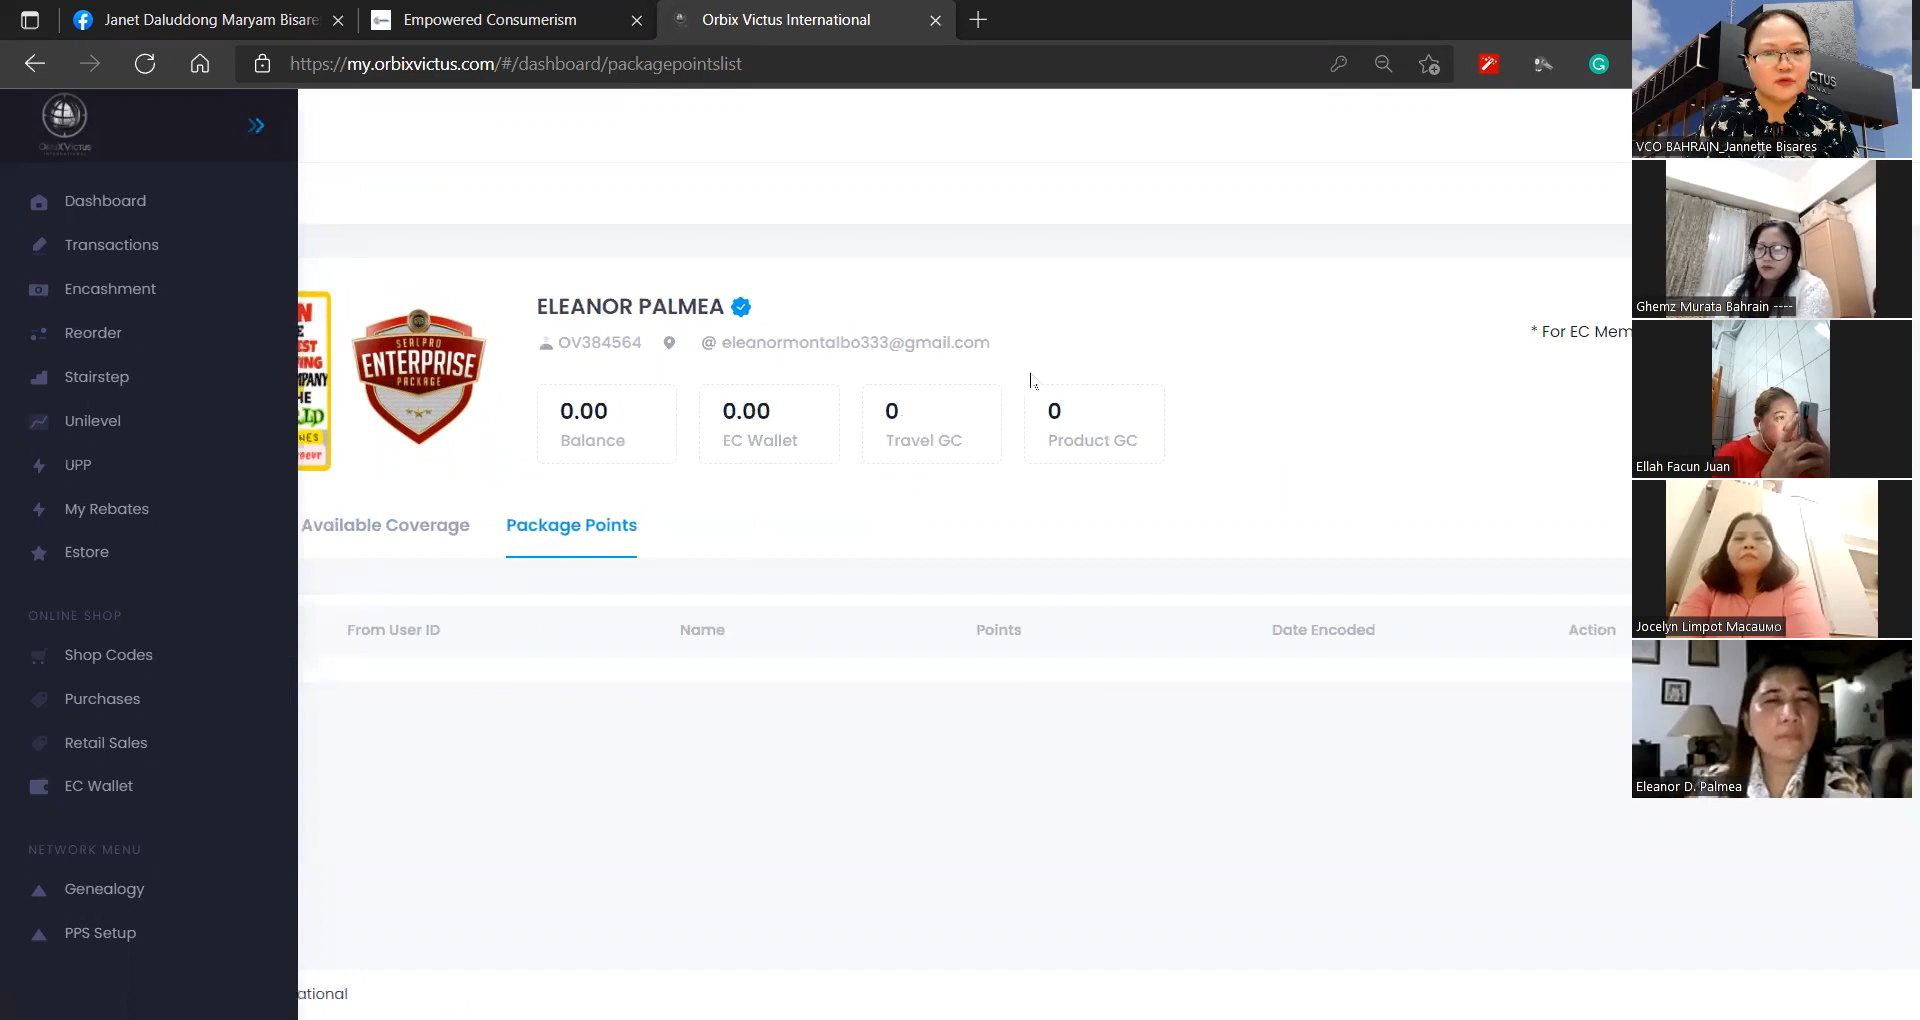 Janet Daluddong Maryam Bisare
Empowered Consumerism
Orbix Victus International
https://my.orbixvictus.com/#/dashboard/packagepointslist
OrbiXVictus
Dashboard
Transactions
Encashment
Reorder
Stairstep
Unilevel
UPP
My Rebates
Estore
ONLINE SHOP
Shop Codes
Purchases
Retail Sales
EC Wallet
NETWORK MENU
Genealogy
PPS Setup
SEALPRO
ENTERPRISE
PACKAGE
ELEANOR PALMEA
OV384564
@ eleanormontalbo333@gmail.com
* For EC Mem
0.00
Balance
0.00
EC Wallet
0
Travel GC
0
Product GC
Available Coverage
Package Points
From User ID
Name
Points
Date Encoded
Action
ational
VCO BAHRAIN_Jannette Bisares
Ghemz Murata Bahrain ----
Ellah Facun Juan
Jocelyn Limpot Macauмо
Eleanor D. Palmea